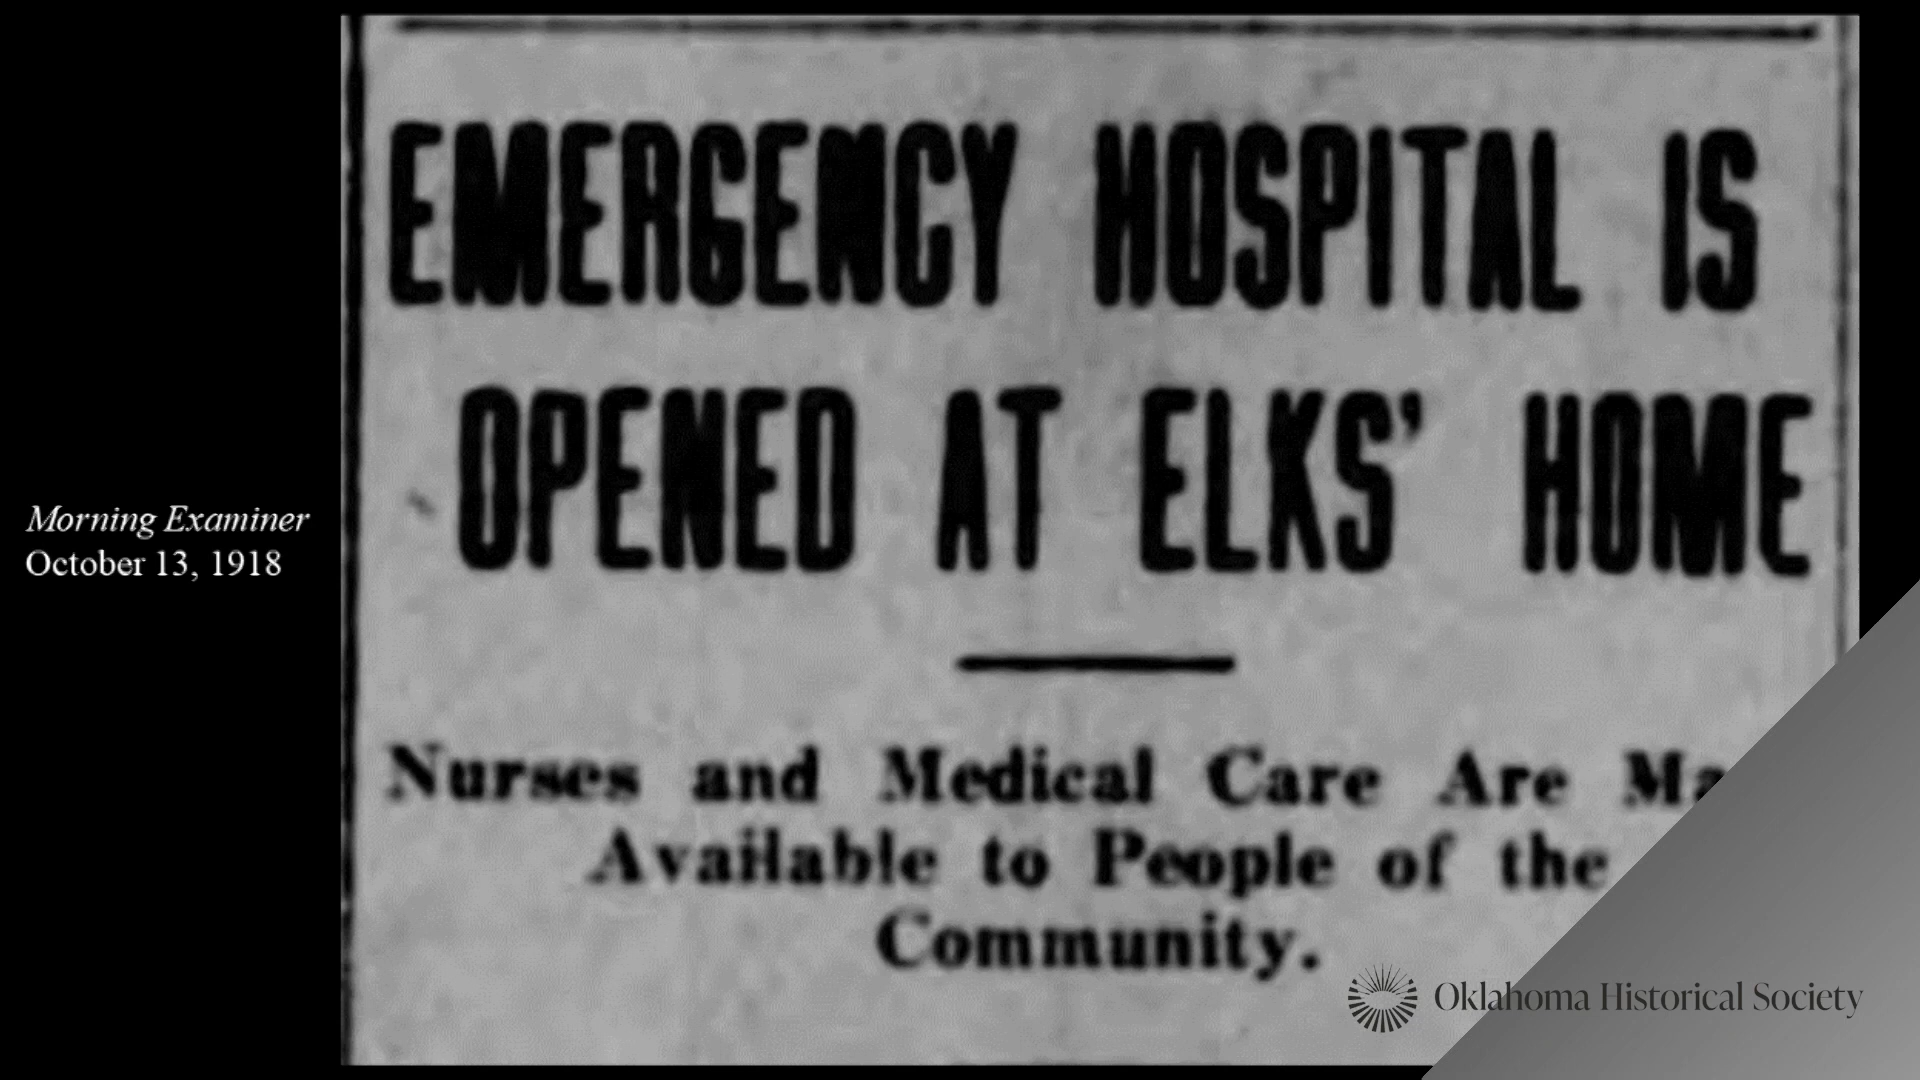 Morning Examiner
October 13, 1918
EMERGENCY HOSPITAL IS
OPENED AT ELKS’ HOME
Nurses and Medical Care Are Ma
Available to People of the
Community.
Oklahoma Historical Society